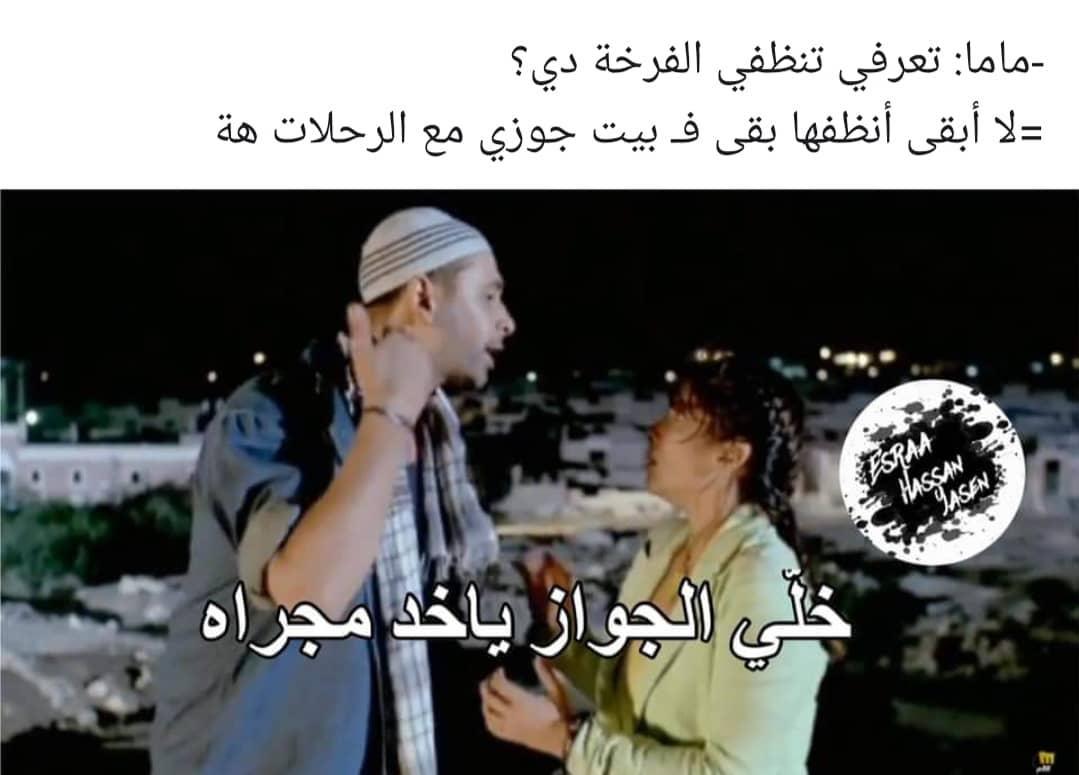 -ماما: تعرفي تنظفي الفرخة دي؟
=لا أبقى أنظفها بقى فـ بيت جوزي مع الرحلات هة
خلّي الجواز ياخد مجراه
ESRAA
HASSAN
YASEN